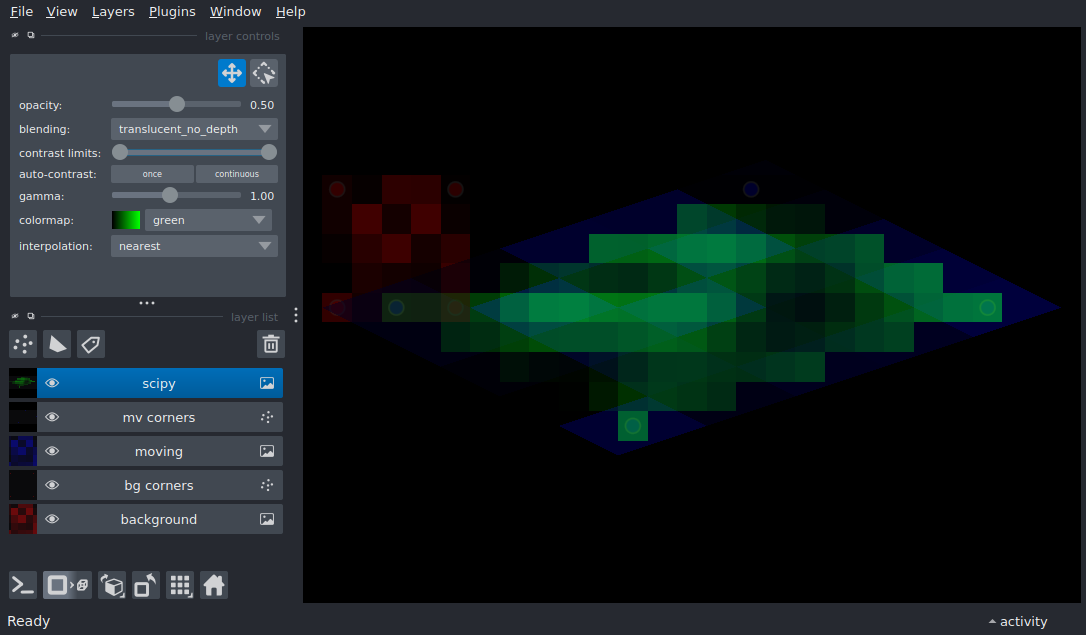 File View Layers Plugins Window Help
layer controls
opacity: 0.50
blending: translucent_no_depth
contrast limits:
auto-contrast: once continuous
gamma: 1.00
colormap: green
interpolation: nearest
layer list
scipy
mv corners
moving
bg corners
background
Ready
activity